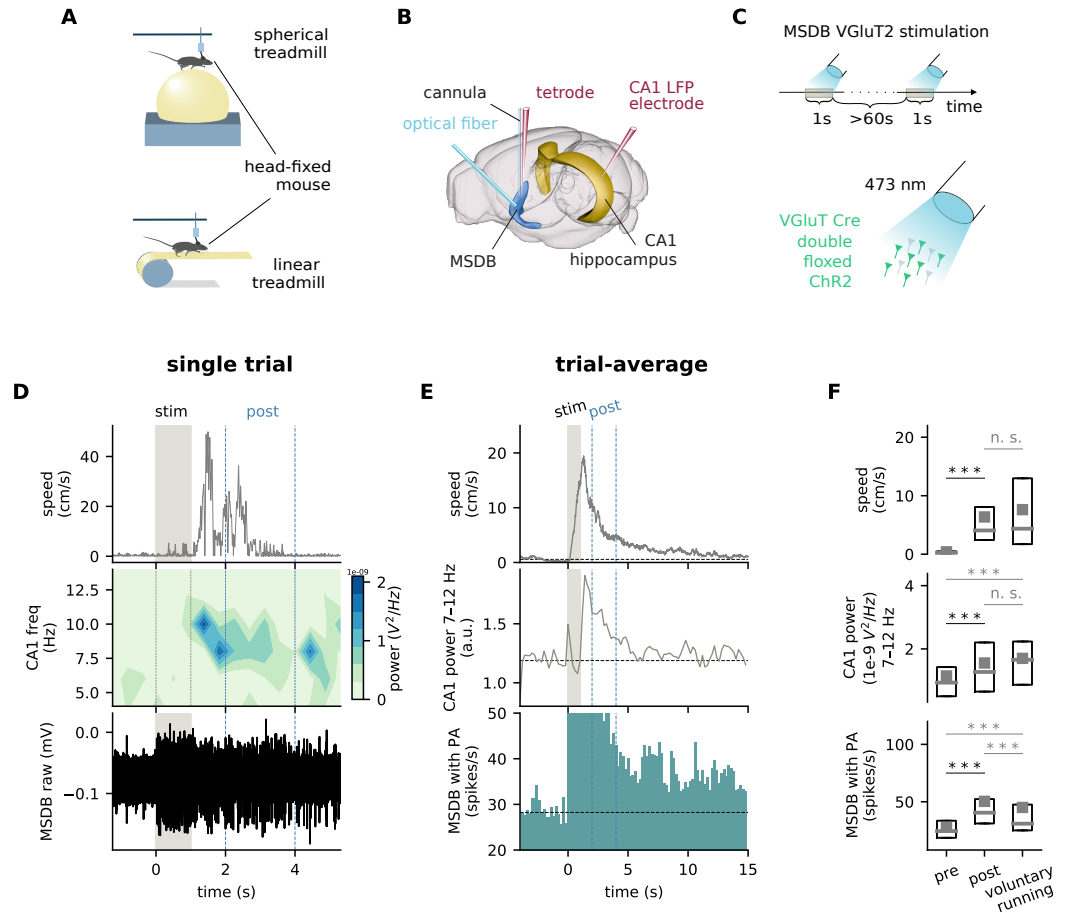 A
spherical
treadmill
head-fixed
mouse
linear
treadmill
B
cannula
tetrode
CA1 LFP
electrode
optical fiber
MSDB
CA1
hippocampus
C
MSDB VGluT2 stimulation
time
1s
>60s
1s
473 nm
VGluT Cre
double
floxed
ChR2
single trial
D
stim
post
speed
(cm/s)
40
20
0
CA1 freq
(Hz)
12.5
10.0
7.5
5.0
1e-09
2
1
0
power (V²/Hz)
MSDB raw (mV)
0.0
−0.1
0
2
4
time (s)
trial-average
E
stim
post
speed
(cm/s)
20
10
0
CA1 power 7–12 Hz
(a.u.)
1.5
1.0
MSDB with PA
(spikes/s)
50
40
30
20
0
5
10
15
time (s)
F
speed
(cm/s)
20
10
0
n. s.
***
CA1 power
(1e-9 V²/Hz)
7–12 Hz
4
2
***
n. s.
***
MSDB with PA
(spikes/s)
100
50
***
***
***
pre
post
voluntary
running